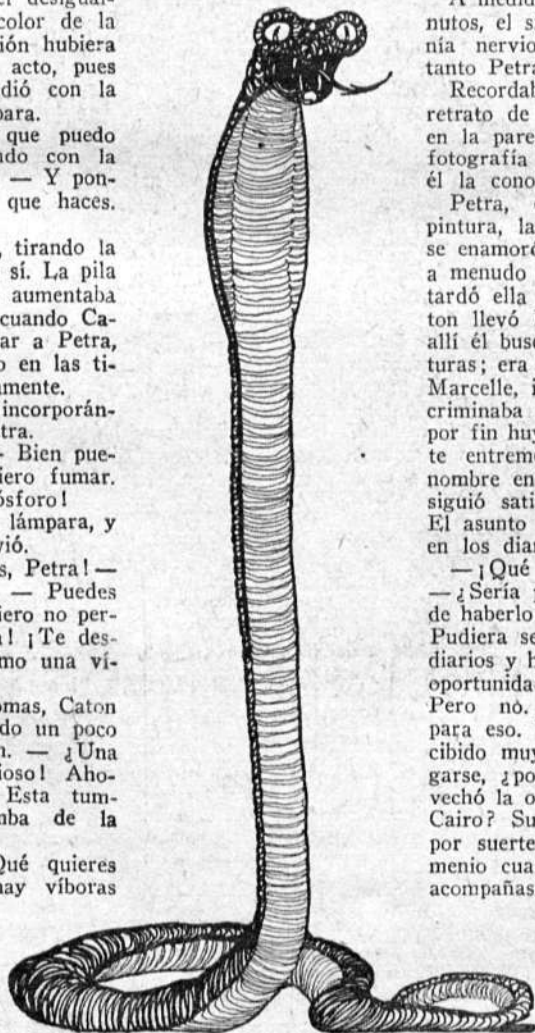 desigual-
color de la
ción hubiera
acto, pues
dió con la
para.
que puedo
ndo con la
— Y pon-
que haces.
, tirando la
sí. La pila
aumentaba
cuando Ca-
ar a Petra,
o en las ti-
amente.
incorporán-
tra.
- Bien pue-
iero fumar.
ósforo!
lámpara, y
vió.
s, Petra! —
— Puedes
iero no per-
a! ¡Te des-
mo una ví-
omas, Caton
do un poco
n. — ¿Una
ioso! Aho-
Esta tum-
mba de la
Qué quieres
hay víboras
A medid
nutos, el s
nía nervio
tanto Petra
Recordab
retrato de
en la pare
fotografía
él la cono
Petra,
pintura, la
se enamoró
a menudo
tardó ella
ton llevó
allí él busc
turas; era
Marcelle, i
criminaba
por fin huy
te entreme
nombre en
siguió sati
El asunto
en los diar
— ¡Qué
— ¿Sería p
de haberlo
Pudiera se
diarios y h
oportunidad
Pero no.
para eso.
cibido muy
garse, ¿po
vechó la o
Cairo? Su
por suerte
menio cua
acompañas